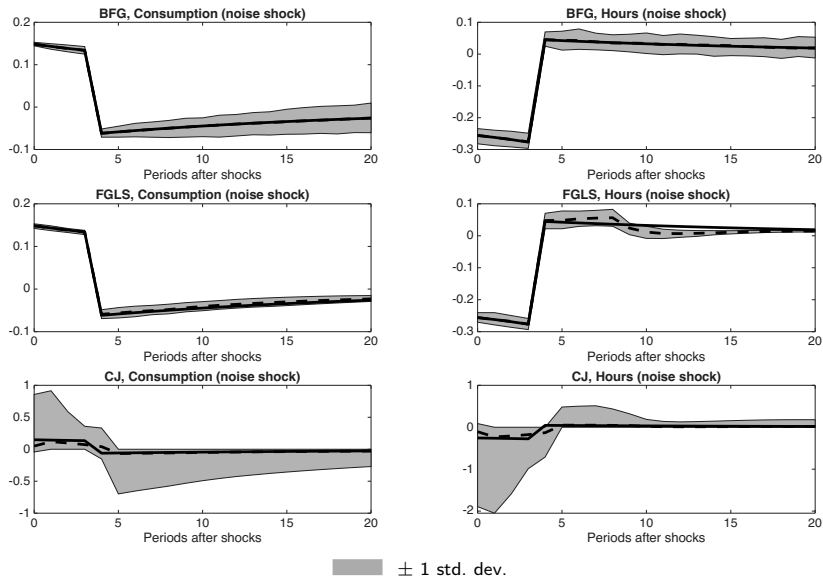 BFG, Consumption (noise shock)
0.2
0.1
0
-0.1
0 5 10 15 20
Periods after shocks
BFG, Hours (noise shock)
0.1
0
-0.1
-0.2
-0.3
0 5 10 15 20
Periods after shocks
FGLS, Consumption (noise shock)
0.2
0.1
0
-0.1
0 5 10 15 20
Periods after shocks
FGLS, Hours (noise shock)
0.1
0
-0.1
-0.2
-0.3
0 5 10 15 20
Periods after shocks
CJ, Consumption (noise shock)
1
0.5
0
-0.5
-1
0 5 10 15 20
Periods after shocks
CJ, Hours (noise shock)
1
0
-1
-2
0 5 10 15 20
Periods after shocks
± 1 std. dev.